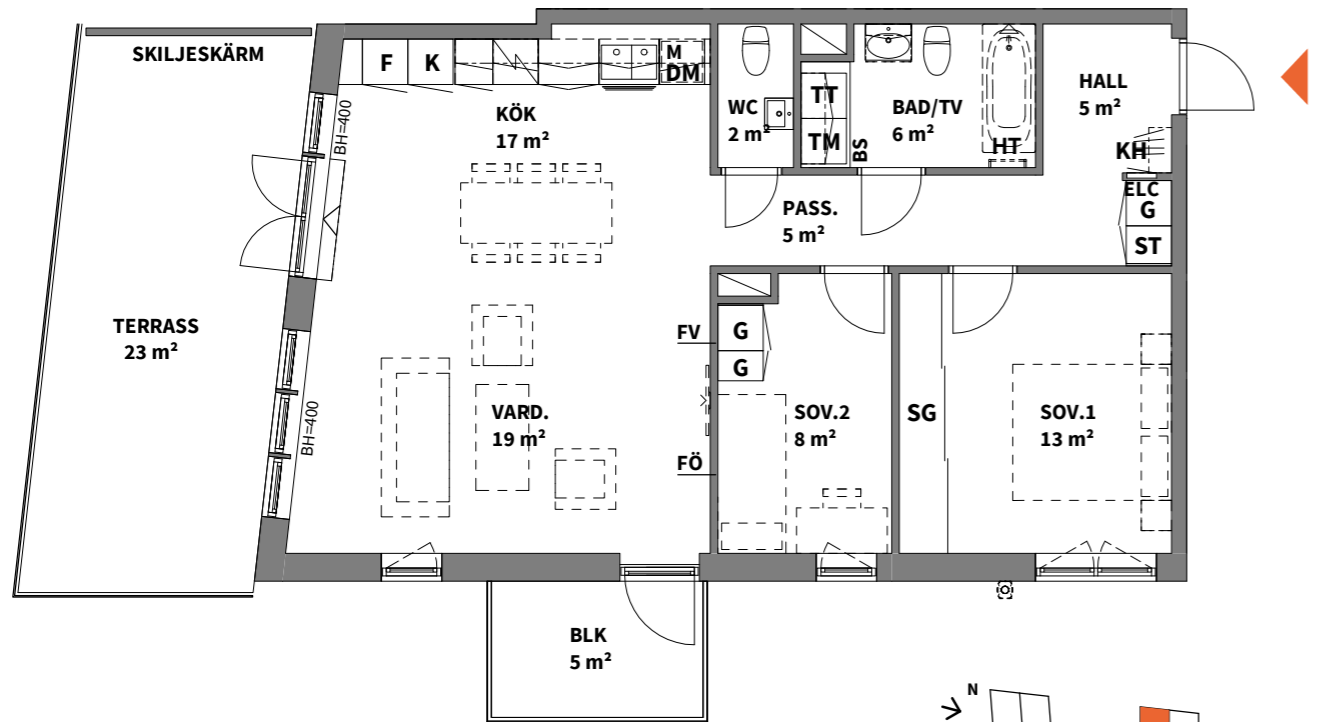 SKILJESKÄRM
F
K
M
DM
KÖK
17 m²
BH=400
WC
2 m²
TT
TM
BS
BAD/TV
6 m²
HT
HALL
5 m²
KH
ELC
G
ST
PASS.
5 m²
TERRASS
23 m²
BH=400
FV
G
G
VARD.
19 m²
FÖ
SOV.2
8 m²
SG
SOV.1
13 m²
BLK
5 m²
N